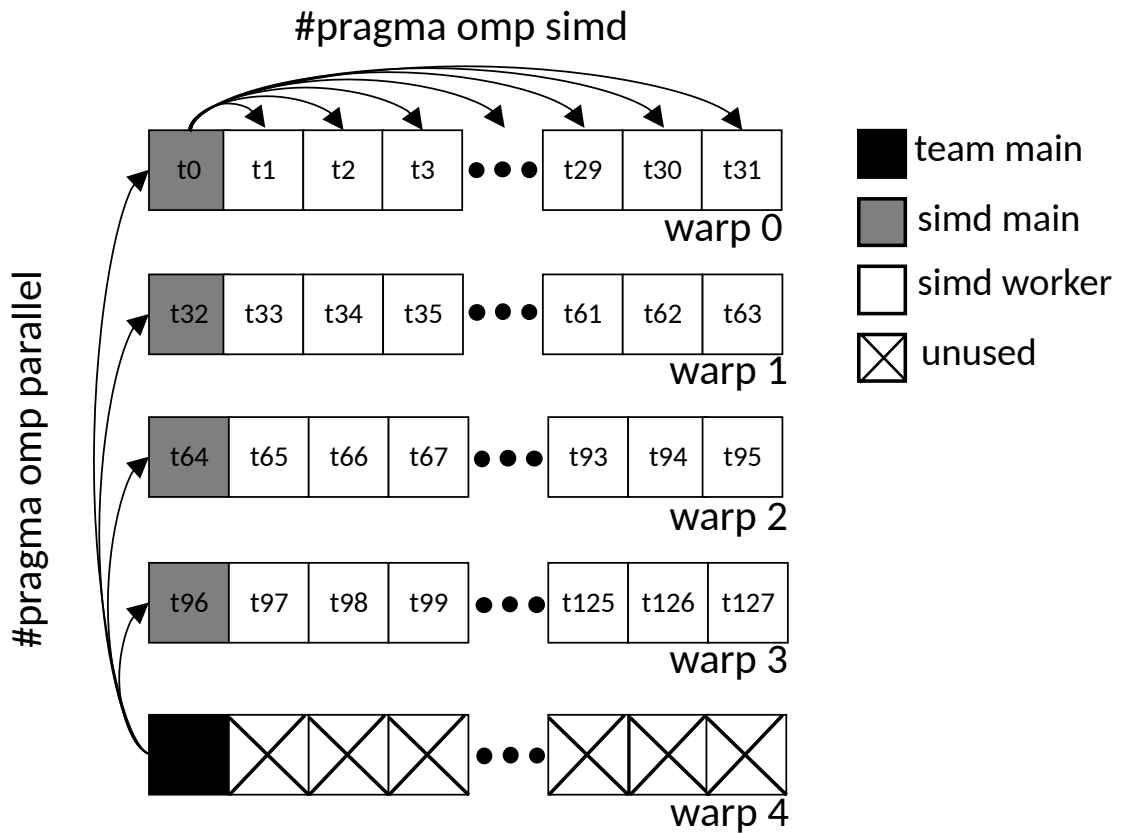 #pragma omp simd
#pragma omp parallel
t0 t1 t2 t3 t29 t30 t31
warp 0
t32 t33 t34 t35 t61 t62 t63
warp 1
t64 t65 t66 t67 t93 t94 t95
warp 2
t96 t97 t98 t99 t125 t126 t127
warp 3
warp 4
team main
simd main
simd worker
unused